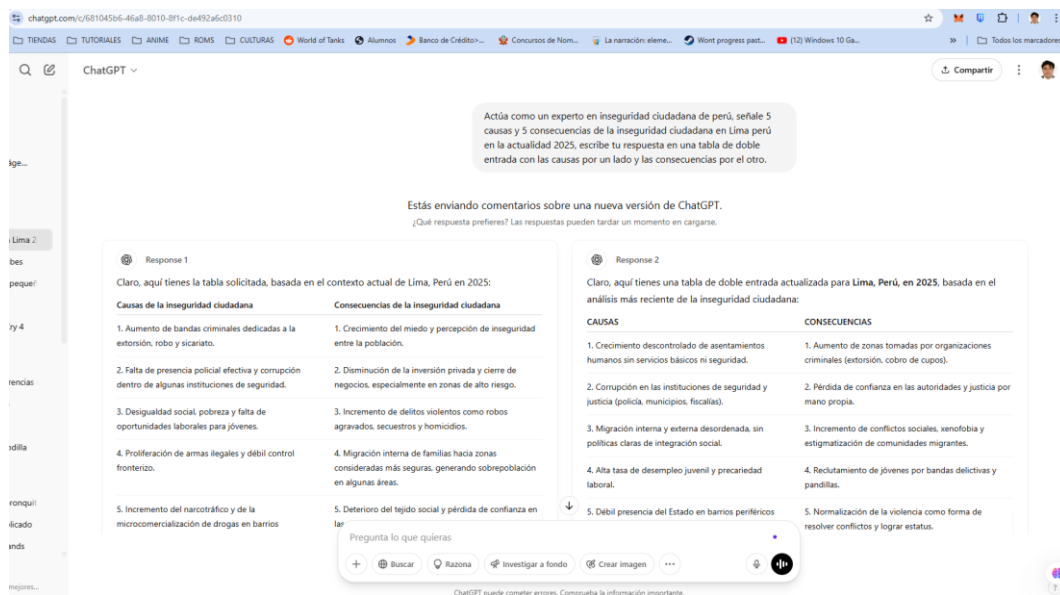 chatgpt.com/c/681045b6-46a8-8010-8f1c-de492a6c0310
TIENDAS TUTORIALES ANIME ROMS CULTURAS World of Tanks Alumnos Banco de Crédito>... Concursos de Nom... La narración: eleme... Wont progress past... (12) Windows 10 Ga... » Todos los marcadores
ChatGPT
Compartir
Actúa como un experto en inseguridad ciudadana de perú, señale 5
causas y 5 consecuencias de la inseguridad ciudadana en Lima perú
en la actualidad 2025, escribe tu respuesta en una tabla de doble
entrada con las causas por un lado y las consecuencias por el otro.
áge...
Lima 2
bes
pequeñ
ry 4
rencias
adilla
ronquit
licado
ands
mejores...
Estás enviando comentarios sobre una nueva versión de ChatGPT.
¿Qué respuesta prefieres? Las respuestas pueden tardar un momento en cargarse.
Response 1
Claro, aquí tienes la tabla solicitada, basada en el contexto actual de Lima, Perú en 2025:
Causas de la inseguridad ciudadana Consecuencias de la inseguridad ciudadana
1. Aumento de bandas criminales dedicadas a la
extorsión, robo y sicariato.
1. Crecimiento del miedo y percepción de inseguridad
entre la población.
2. Falta de presencia policial efectiva y corrupción
dentro de algunas instituciones de seguridad.
2. Disminución de la inversión privada y cierre de
negocios, especialmente en zonas de alto riesgo.
3. Desigualdad social, pobreza y falta de
oportunidades laborales para jóvenes.
3. Incremento de delitos violentos como robos
agravados, secuestros y homicidios.
4. Proliferación de armas ilegales y débil control
fronterizo.
4. Migración interna de familias hacia zonas
consideradas más seguras, generando sobrepoblación
en algunas áreas.
5. Incremento del narcotráfico y de la
microcomercialización de drogas en barrios
5. Deterioro del tejido social y pérdida de confianza en
Response 2
Claro, aquí tienes una tabla de doble entrada actualizada para Lima, Perú, en 2025, basada en el
análisis más reciente de la inseguridad ciudadana:
CAUSAS CONSECUENCIAS
1. Crecimiento descontrolado de asentamientos
humanos sin servicios básicos ni seguridad.
1. Aumento de zonas tomadas por organizaciones
criminales (extorsión, cobro de cupos).
2. Corrupción en las instituciones de seguridad y
justicia (policía, municipios, fiscalías).
2. Pérdida de confianza en las autoridades y justicia por
mano propia.
3. Migración interna y externa desordenada, sin
políticas claras de integración social.
3. Incremento de conflictos sociales, xenofobia y
estigmatización de comunidades migrantes.
4. Alta tasa de desempleo juvenil y precariedad
laboral.
4. Reclutamiento de jóvenes por bandas delictivas y
pandillas.
5. Débil presencia del Estado en barrios periféricos
5. Normalización de la violencia como forma de
resolver conflictos y lograr estatus.
Pregunta lo que quieras
Buscar Razona Investigar a fondo Crear imagen
ChatGPT puede cometer errores. Comprueba la información importante.